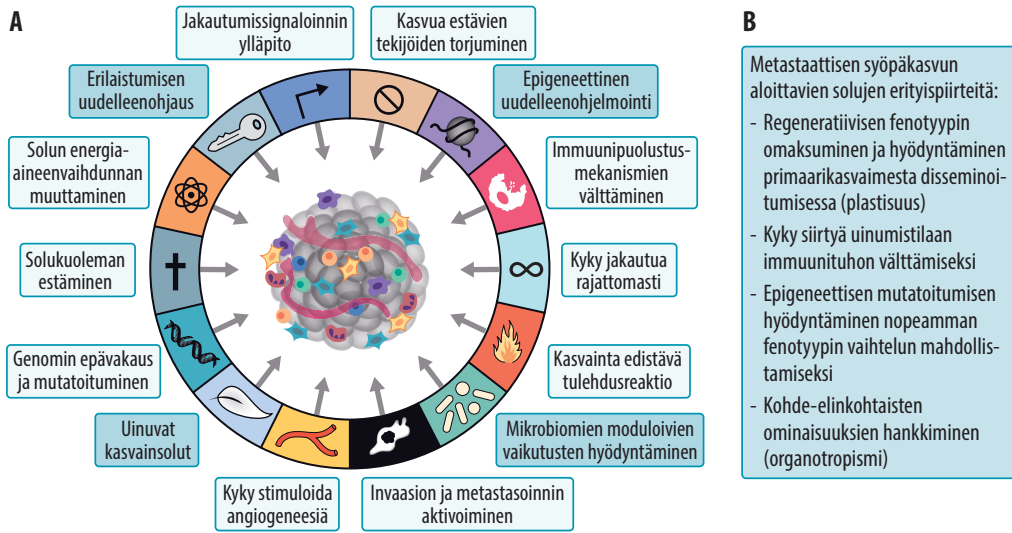 A
Jakautumissignaloinnin
ylläpito
Kasvua estävien
tekijöiden torjuminen
Erilaistumisen
uudelleenohjaus
Epigeneettinen
uudelleenohjelmointi
Solun energia-
aineenvaihdunnan
muuttaminen
Immuunipuolustus-
mekanismien
välttäminen
Solukuoleman
estäminen
Kyky jakautua
rajattomasti
Genomin epävakaus
ja mutatoituminen
Kasvainta edistävä
tulehdusreaktio
Uinuvat
kasvainsolut
Mikrobiomien moduloivien
vaikutusten hyödyntäminen
Kyky stimuloida
angiogeneesiä
Invaasion ja metastasoinnin
aktivoiminen
B
Metastaattisen syöpäkasvun
aloittavien solujen erityispiirteitä:
- Regeneratiivisen fenotyypin
omaksuminen ja hyödyntäminen
primaarikasvaimesta disseminoi-
tumisessa (plastisuus)
- Kyky siirtyä uinumistilaan
immuunituhon välttämiseksi
- Epigeneettisen mutatoitumisen
hyödyntäminen nopeamman
fenotyypin vaihtelun mahdollis-
tamiseksi
- Kohde-elinkohtaisten
ominaisuuksien hankkiminen
(organotropismi)